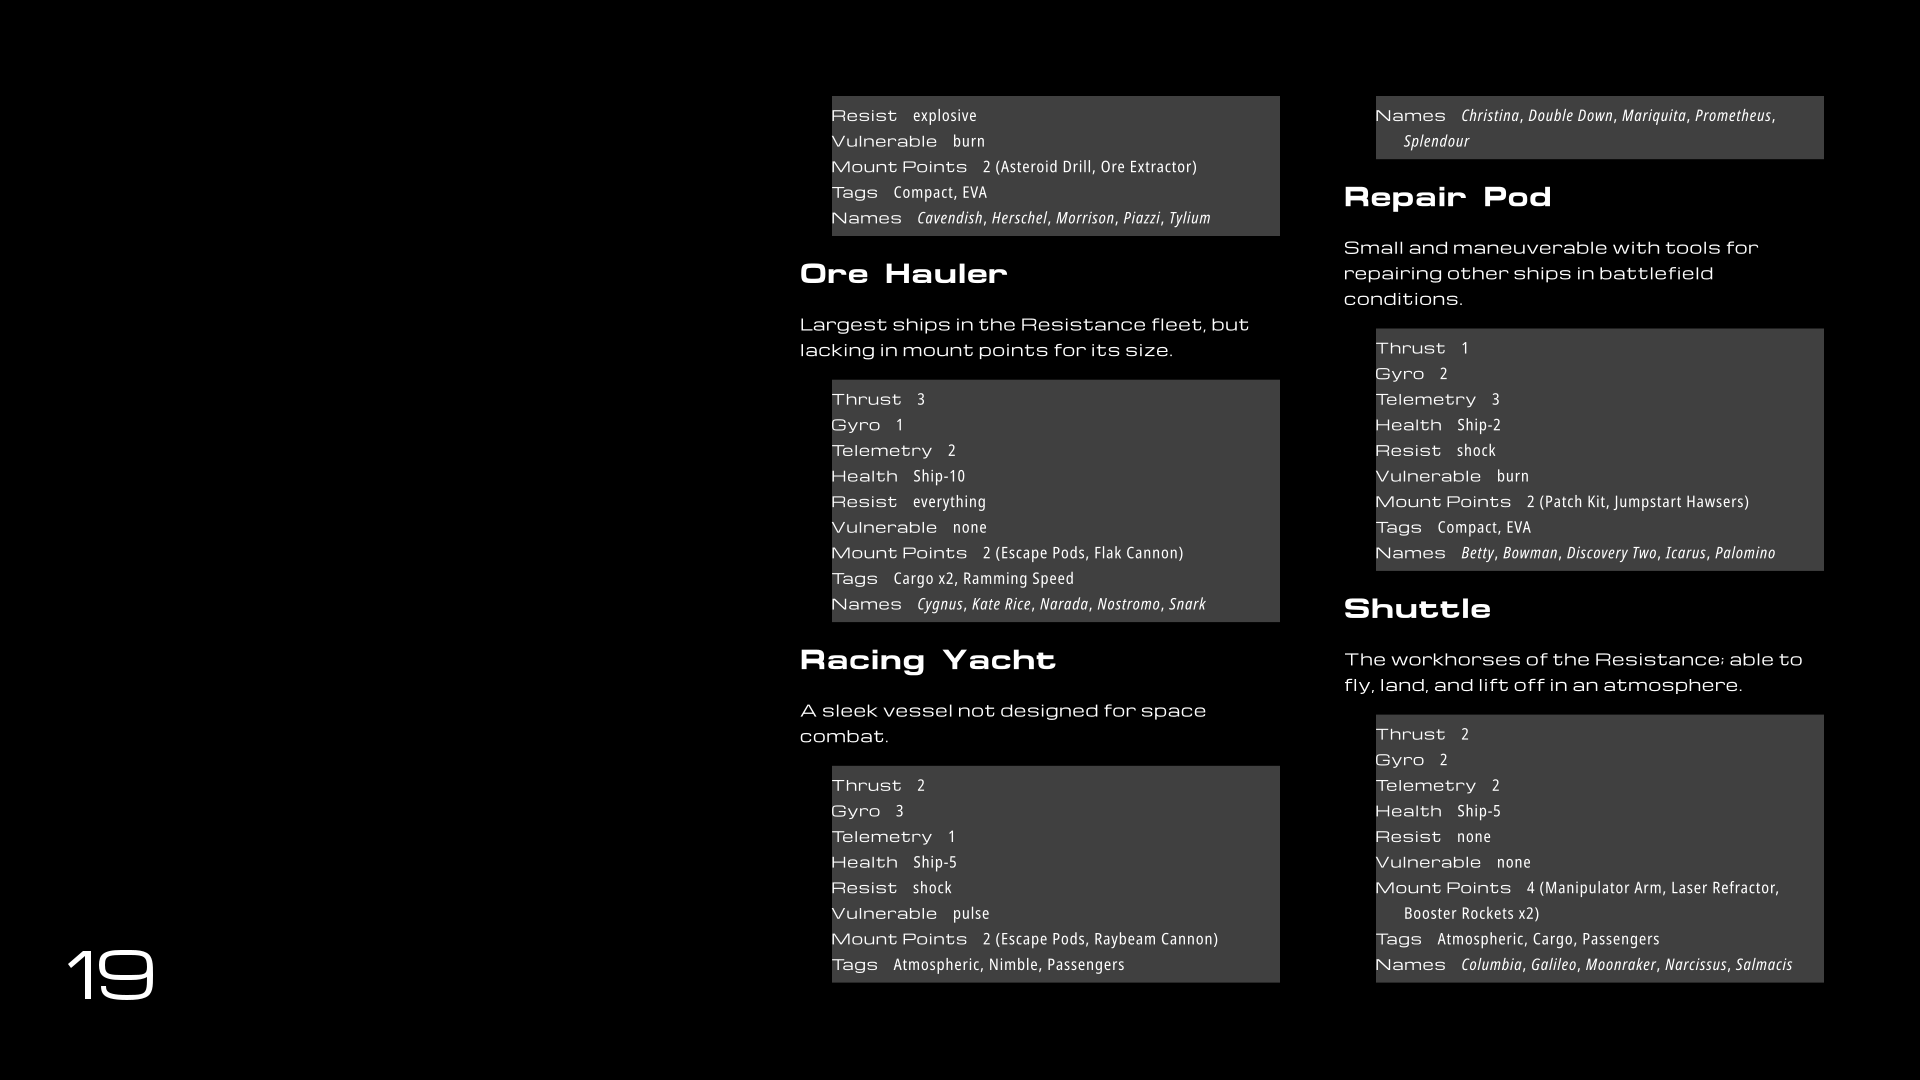 Resist explosive
Vulnerable burn
Mount Points 2 (Asteroid Drill, Ore Extractor)
Tags Compact, EVA
Names Cavendish, Herschel, Morrison, Piazzi, Tylium
Ore Hauler
Largest ships in the Resistance fleet, but
lacking in mount points for its size.
Thrust 3
Gyro 1
Telemetry 2
Health Ship-10
Resist everything
Vulnerable none
Mount Points 2 (Escape Pods, Flak Cannon)
Tags Cargo x2, Ramming Speed
Names Cygnus, Kate Rice, Narada, Nostromo, Snark
Racing Yacht
A sleek vessel not designed for space
combat.
Thrust 2
Gyro 3
Telemetry 1
Health Ship-5
Resist shock
Vulnerable pulse
Mount Points 2 (Escape Pods, Raybeam Cannon)
Tags Atmospheric, Nimble, Passengers
Names Christina, Double Down, Mariquita, Prometheus,
Splendour
Repair Pod
Small and maneuverable with tools for
repairing other ships in battlefield
conditions.
Thrust 1
Gyro 2
Telemetry 3
Health Ship-2
Resist shock
Vulnerable burn
Mount Points 2 (Patch Kit, Jumpstart Hawsers)
Tags Compact, EVA
Names Betty, Bowman, Discovery Two, Icarus, Palomino
Shuttle
The workhorses of the Resistance; able to
fly, land, and lift off in an atmosphere.
Thrust 2
Gyro 2
Telemetry 2
Health Ship-5
Resist none
Vulnerable none
Mount Points 4 (Manipulator Arm, Laser Refractor,
Booster Rockets x2)
Tags Atmospheric, Cargo, Passengers
Names Columbia, Galileo, Moonraker, Narcissus, Salmacis
19